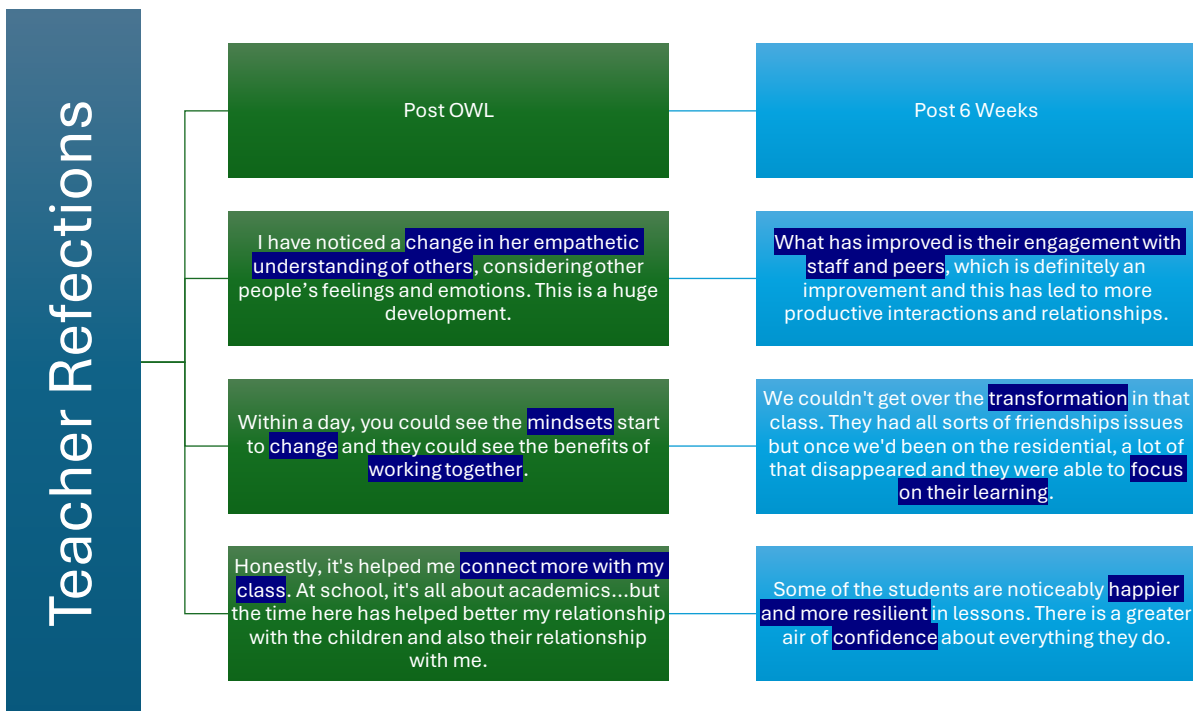 Teacher Refections
Post OWL
Post 6 Weeks
I have noticed a change in her empathetic
understanding of others, considering other
people’s feelings and emotions. This is a huge
development.
What has improved is their engagement with
staff and peers, which is definitely an
improvement and this has led to more
productive interactions and relationships.
Within a day, you could see the mindsets start
to change and they could see the benefits of
working together.
We couldn't get over the transformation in that
class. They had all sorts of friendships issues
but once we'd been on the residential, a lot of
that disappeared and they were able to focus
on their learning.
Honestly, it's helped me connect more with my
class. At school, it's all about academics...but
the time here has helped better my relationship
with the children and also their relationship
with me.
Some of the students are noticeably happier
and more resilient in lessons. There is a greater
air of confidence about everything they do.